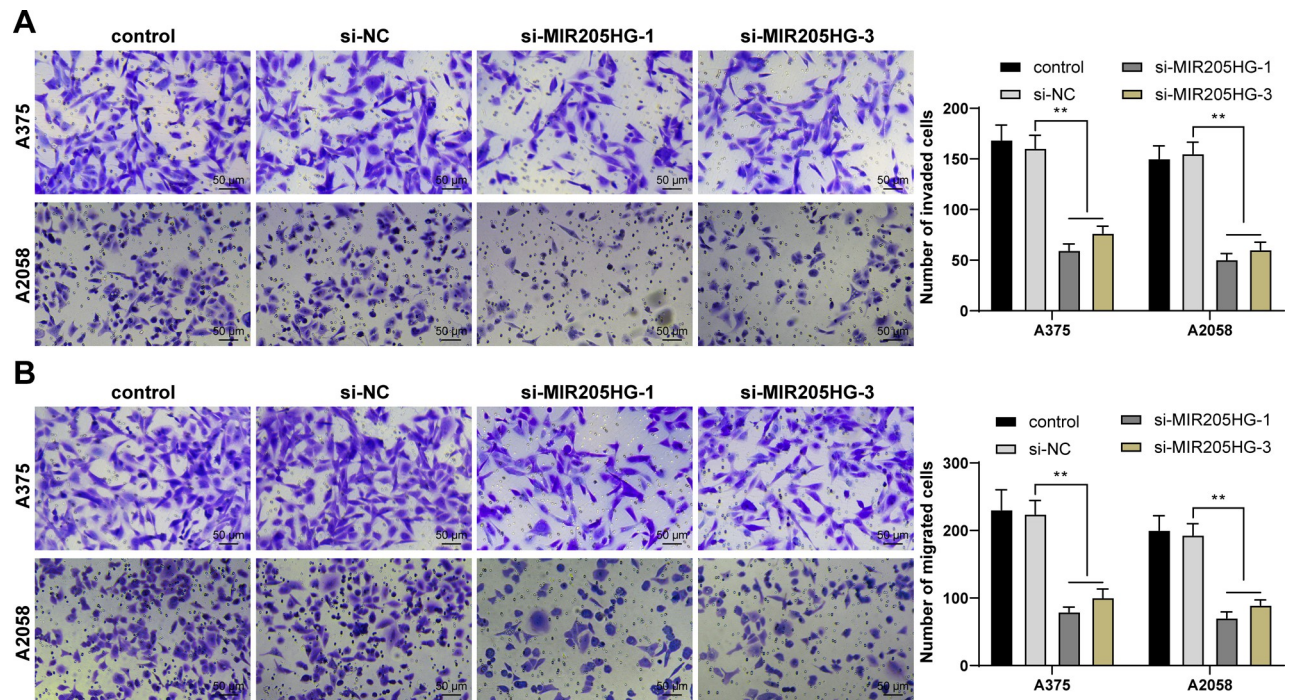 A
control si-NC si-MIR205HG-1 si-MIR205HG-3
A375
50 µm 50 µm 50 µm 50 µm
A2058
50 µm 50 µm 50 µm 50 µm
control si-MIR205HG-1
si-NC si-MIR205HG-3
Number of invaded cells
200
150
100
50
0
** **
A375 A2058
B
control si-NC si-MIR205HG-1 si-MIR205HG-3
A375
50 µm 50 µm 50 µm 50 µm
A2058
50 µm 50 µm 50 µm 50 µm
control si-MIR205HG-1
si-NC si-MIR205HG-3
Number of migrated cells
300
200
100
0
** **
A375 A2058